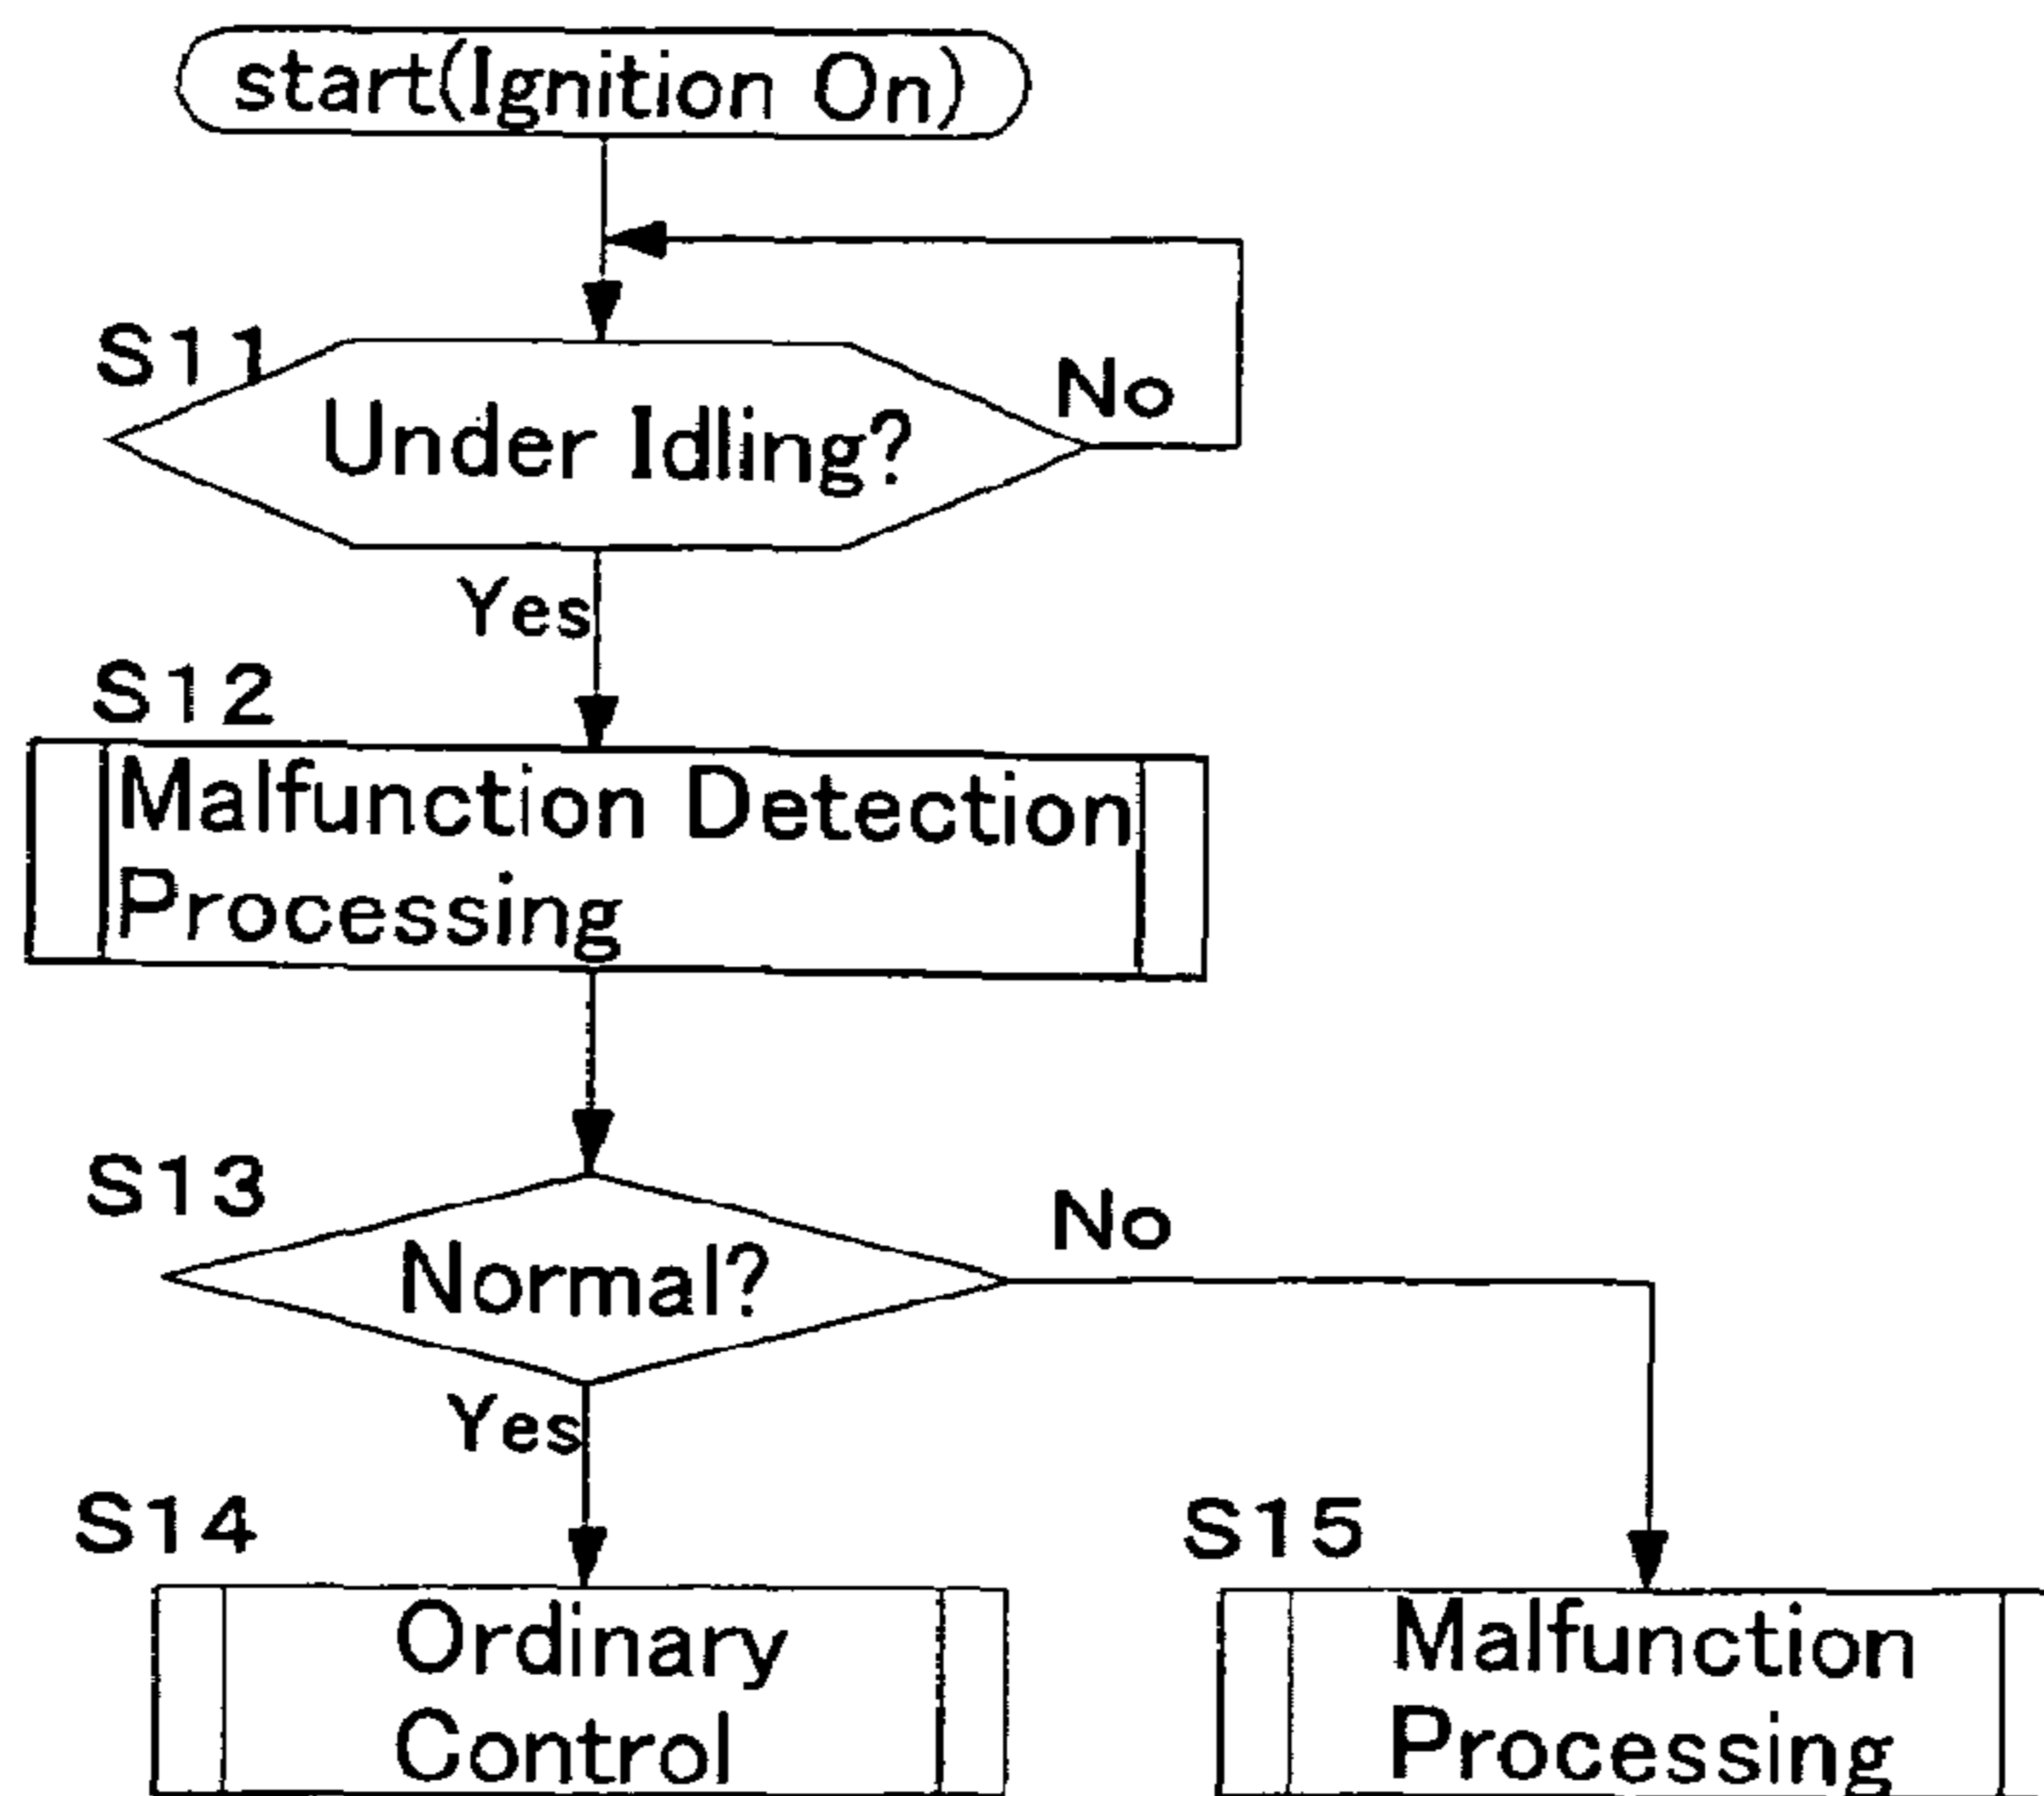 start(Ignition On)
S11
No
Under Idling?
Yes
S12
Malfunction Detection
Processing
S13
No
Normal?
Yes
S14
S15
Ordinary
Control
Malfunction
Processing